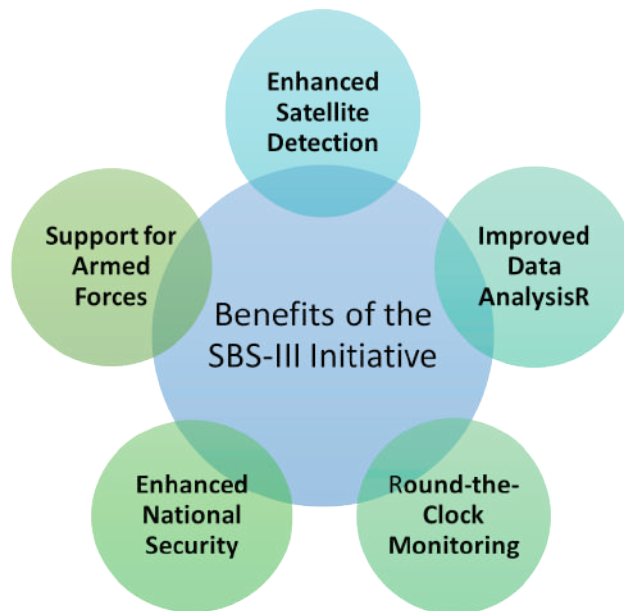 Enhanced
Satellite
Detection
Improved
Data
AnalysisR
Round-the-
Clock
Monitoring
Enhanced
National
Security
Support for
Armed
Forces
Benefits of the
SBS-III Initiative